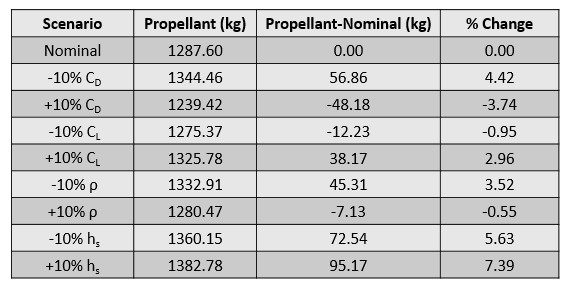 Scenario Propellant (kg) Propellant-Nominal (kg) % Change
Nominal 1287.60 0.00 0.00
-10% C_D 1344.46 56.86 4.42
+10% C_D 1239.42 -48.18 -3.74
-10% C_L 1275.37 -12.23 -0.95
+10% C_L 1325.78 38.17 2.96
-10% ρ 1332.91 45.31 3.52
+10% ρ 1280.47 -7.13 -0.55
-10% h_s 1360.15 72.54 5.63
+10% h_s 1382.78 95.17 7.39